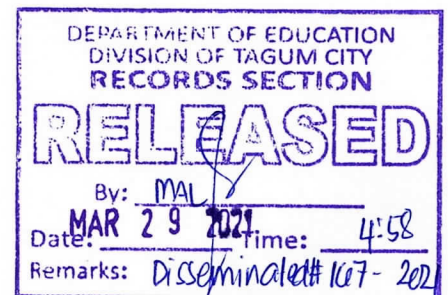 DEPARTMENT OF EDUCATION
DIVISION OF TAGUM CITY
RECORDS SECTION
RELEASED
By: MAL
Date: MAR 29 2021 Time: 4:58
Remarks: Disseminated# 167-2021